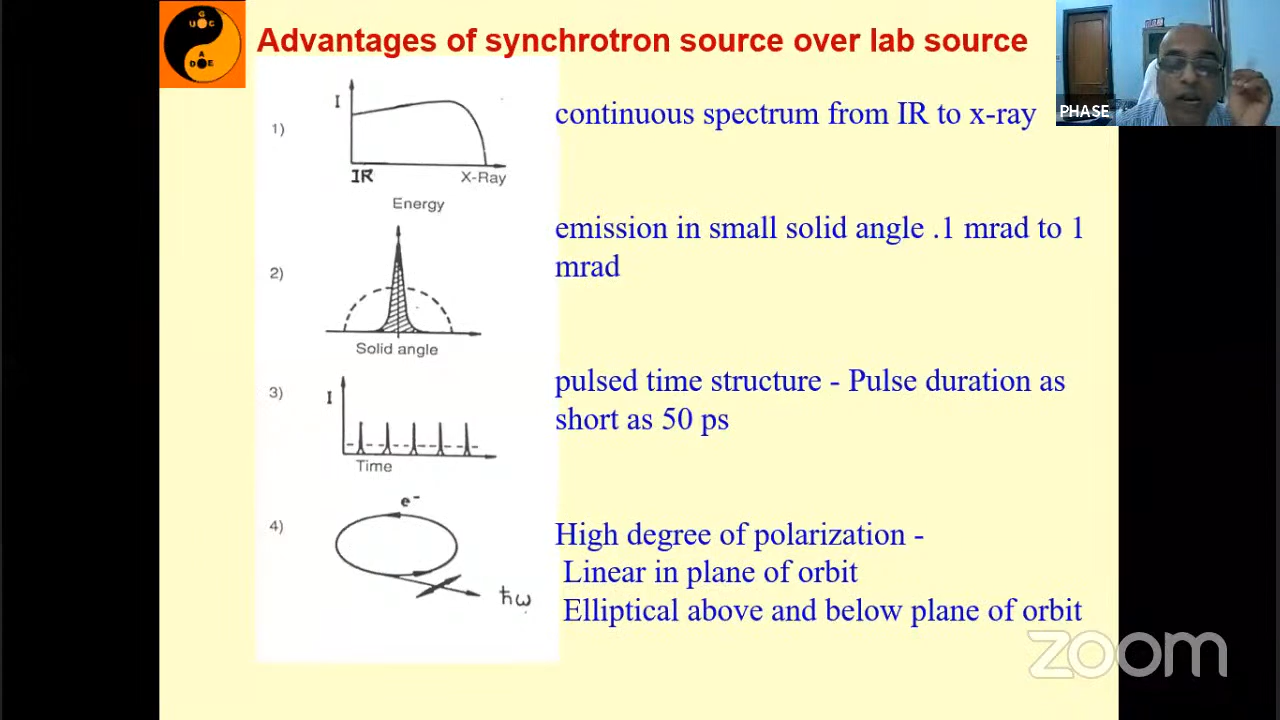 Advantages of synchrotron source over lab source
G
U G C
A
D E
PHASE
1)
I
IR
X-Ray
Energy
continuous spectrum from IR to x-ray
2)
Solid angle
emission in small solid angle .1 mrad to 1
mrad
3)
I
Time
pulsed time structure - Pulse duration as
short as 50 ps
4)
e⁻
ħω
High degree of polarization -
Linear in plane of orbit
Elliptical above and below plane of orbit
zoom